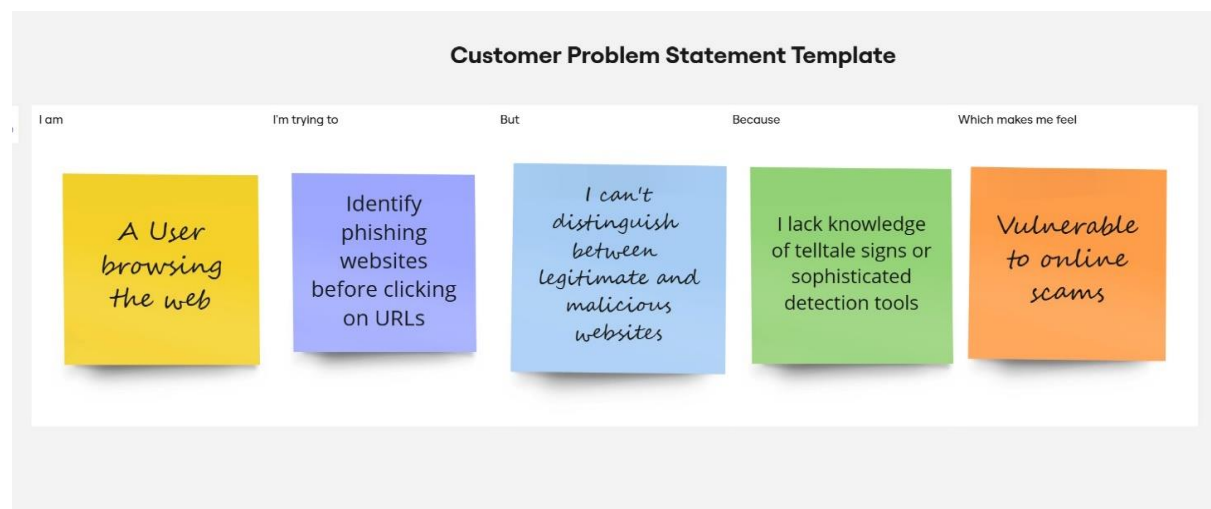 Customer Problem Statement Template
I am
I'm trying to
But
Because
Which makes me feel
A User
browsing
the web
Identify
phishing
websites
before clicking
on URLs
I can't
distinguish
between
legitimate and
malicious
websites
I lack knowledge
of telltale signs or
sophisticated
detection tools
Vulnerable
to online
scams